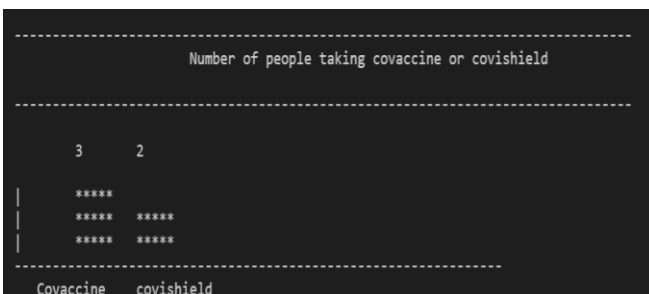 ----------------------------------------------------------------------------------
Number of people taking covaccine or covishield
----------------------------------------------------------------------------------
3 2
| *****
| ***** *****
| ***** *****
-----------------------------------------------------------------
Covaccine covishield